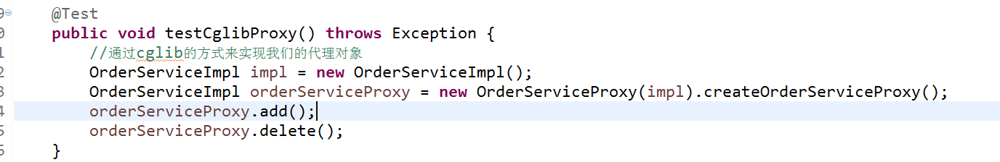 @Test
public void testCglibProxy() throws Exception {
//通过cglib的方式来实现我们的代理对象
OrderServiceImpl impl = new OrderServiceImpl();
OrderServiceImpl orderServiceProxy = new OrderServiceProxy(impl).createOrderServiceProxy();
orderServiceProxy.add();
orderServiceProxy.delete();
}